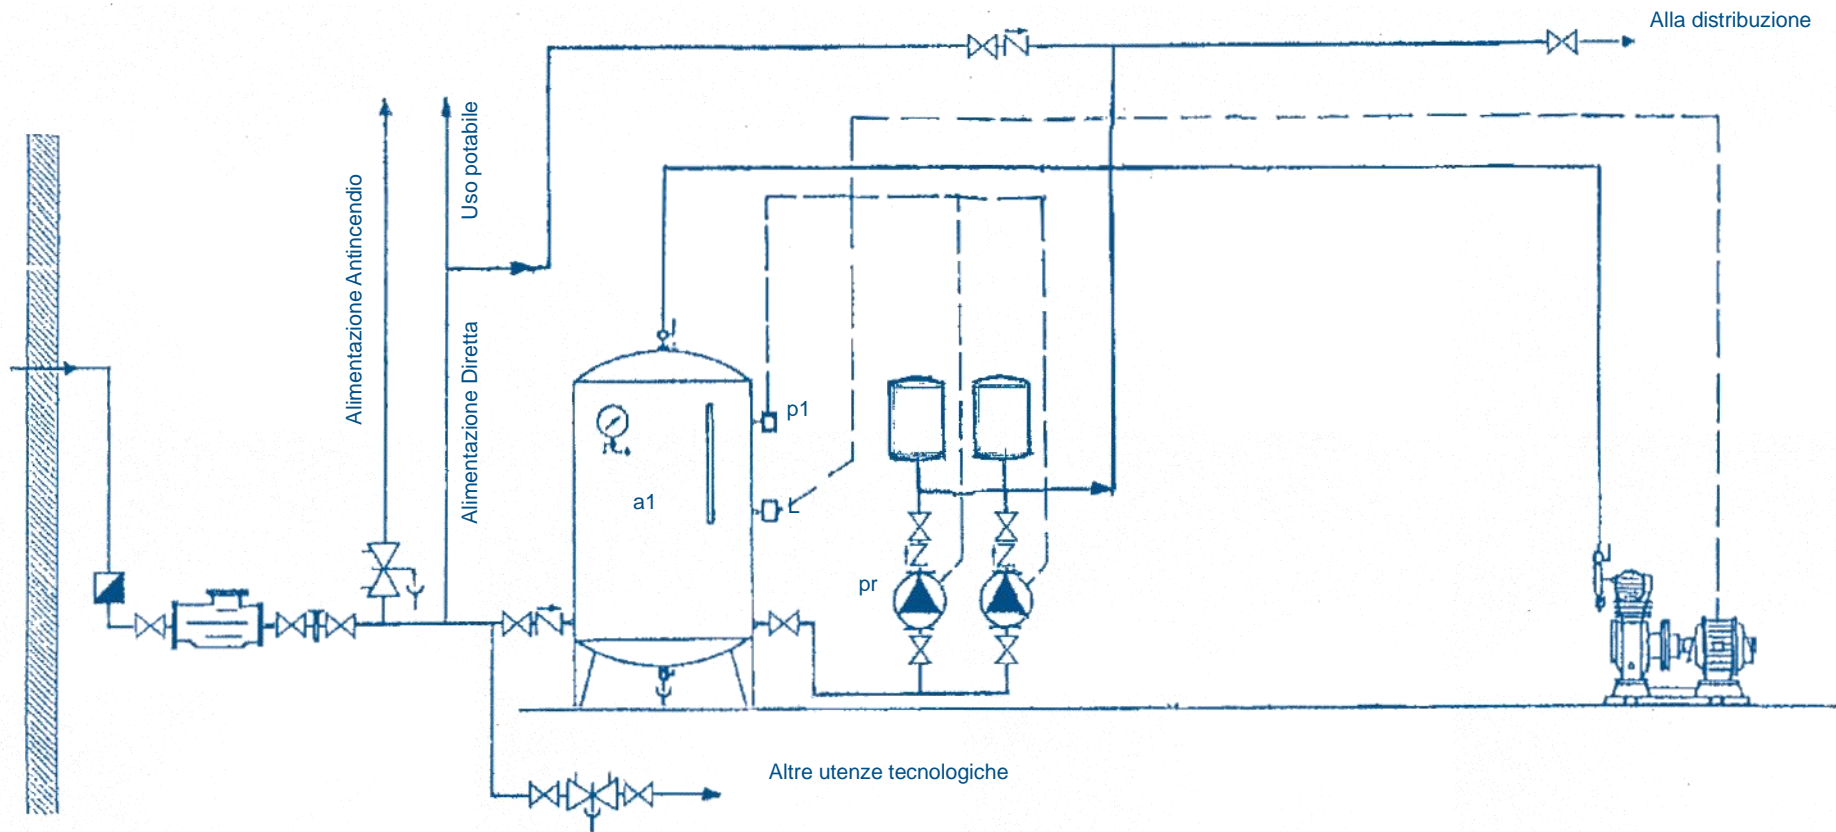 Alla distribuzione
Uso potabile
Alimentazione Antincendio
Alimentazione Diretta
p1
a1
L
pr
Altre utenze tecnologiche